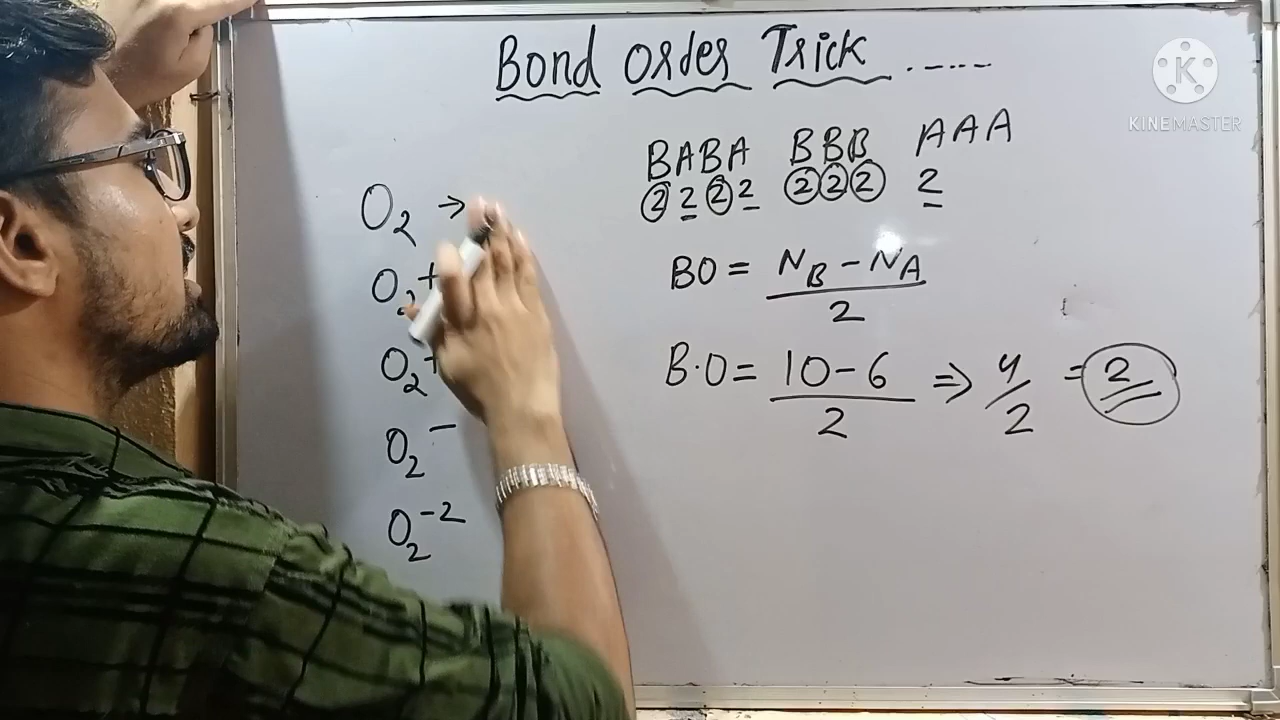 Bond Order Trick .----
KINEMASTER
BABA BBB AAA
2 2 2 2 2 2 2 2
O2 →
O2+
O2+
O2-
O2-2
BO = NB - NA / 2
B.O = 10 - 6 / 2 ⇒ 4 / 2 = 2